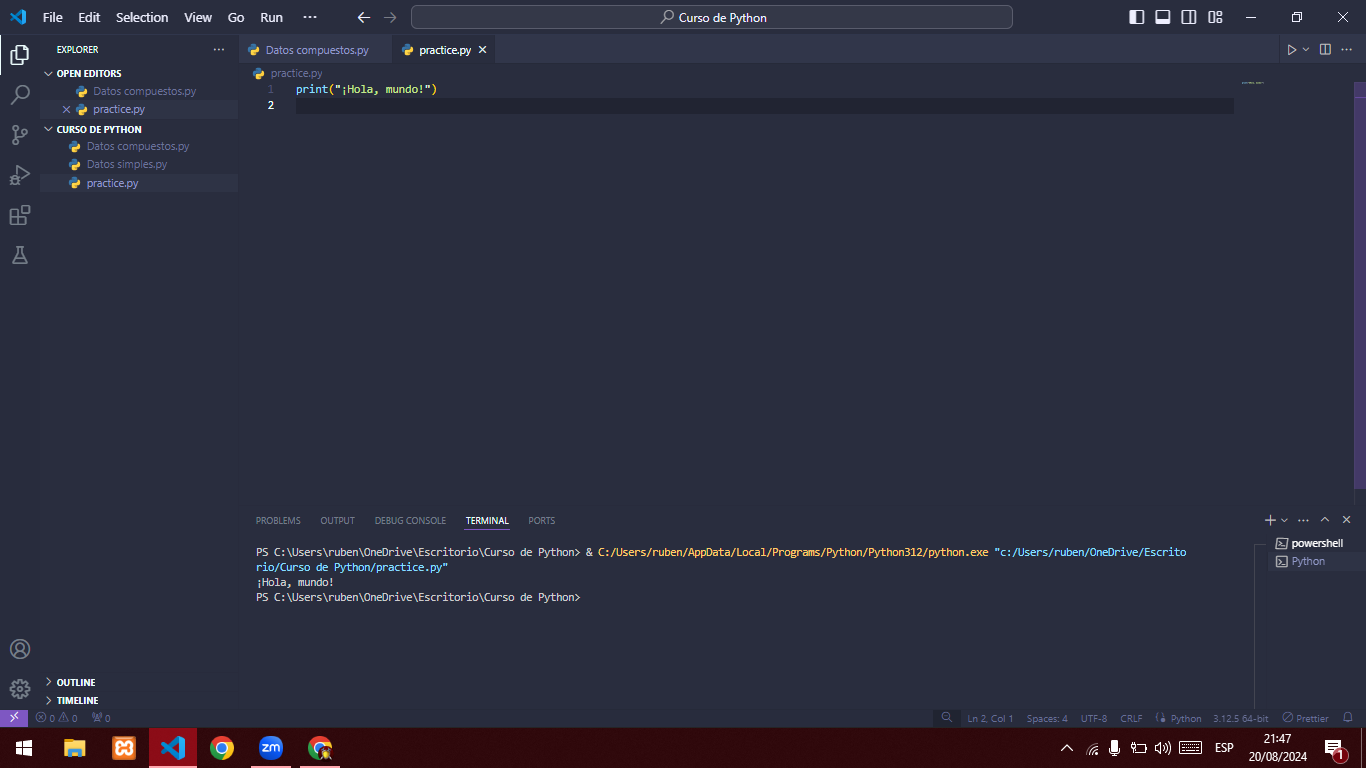 File Edit Selection View Go Run ··· Curso de Python
EXPLORER ···
OPEN EDITORS
Datos compuestos.py
practice.py
CURSO DE PYTHON
Datos compuestos.py
Datos simples.py
practice.py
OUTLINE
TIMELINE
Datos compuestos.py practice.py
practice.py
1 print("¡Hola, mundo!")
2
PROBLEMS OUTPUT DEBUG CONSOLE TERMINAL PORTS
PS C:\Users\ruben\OneDrive\Escritorio\Curso de Python> & C:/Users/ruben/AppData/Local/Programs/Python/Python312/python.exe "c:/Users/ruben/OneDrive/Escrito
rio/Curso de Python/practice.py"
¡Hola, mundo!
PS C:\Users\ruben\OneDrive\Escritorio\Curso de Python>
powershell
Python
0 0 0 Ln 2, Col 1 Spaces: 4 UTF-8 CRLF Python 3.12.5 64-bit Prettier
zm ESP 21:47
20/08/2024 1